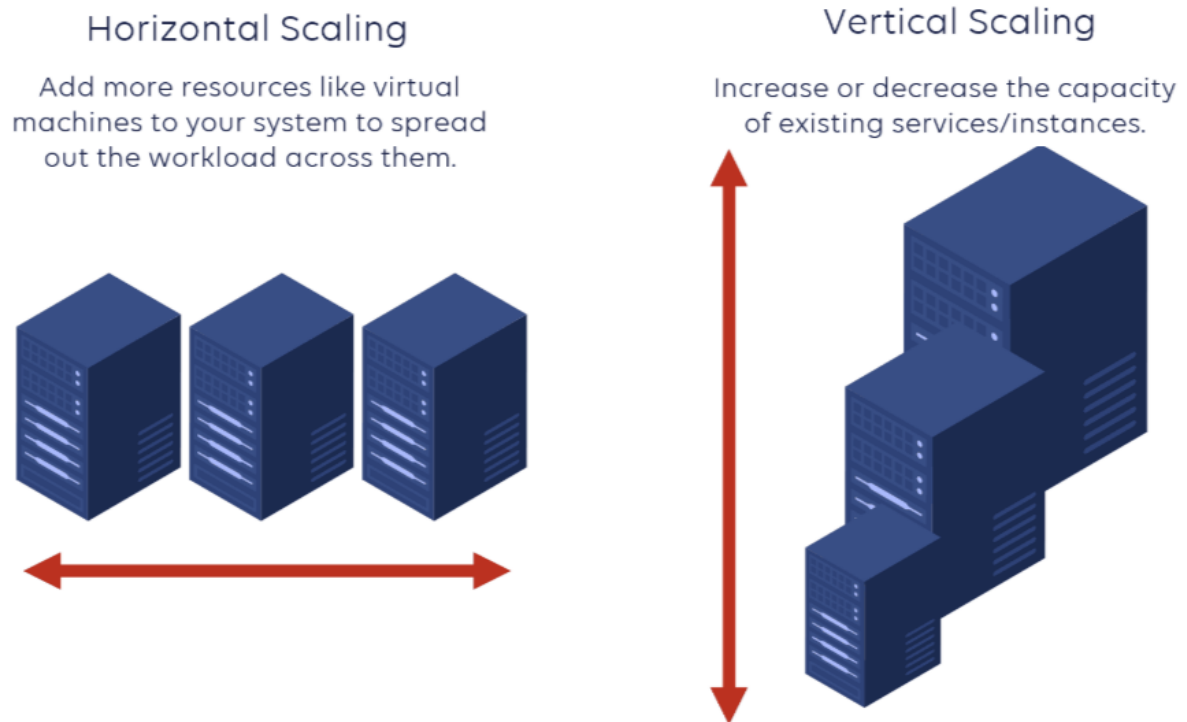 Horizontal Scaling
Add more resources like virtual
machines to your system to spread
out the workload across them.
Vertical Scaling
Increase or decrease the capacity
of existing services/instances.